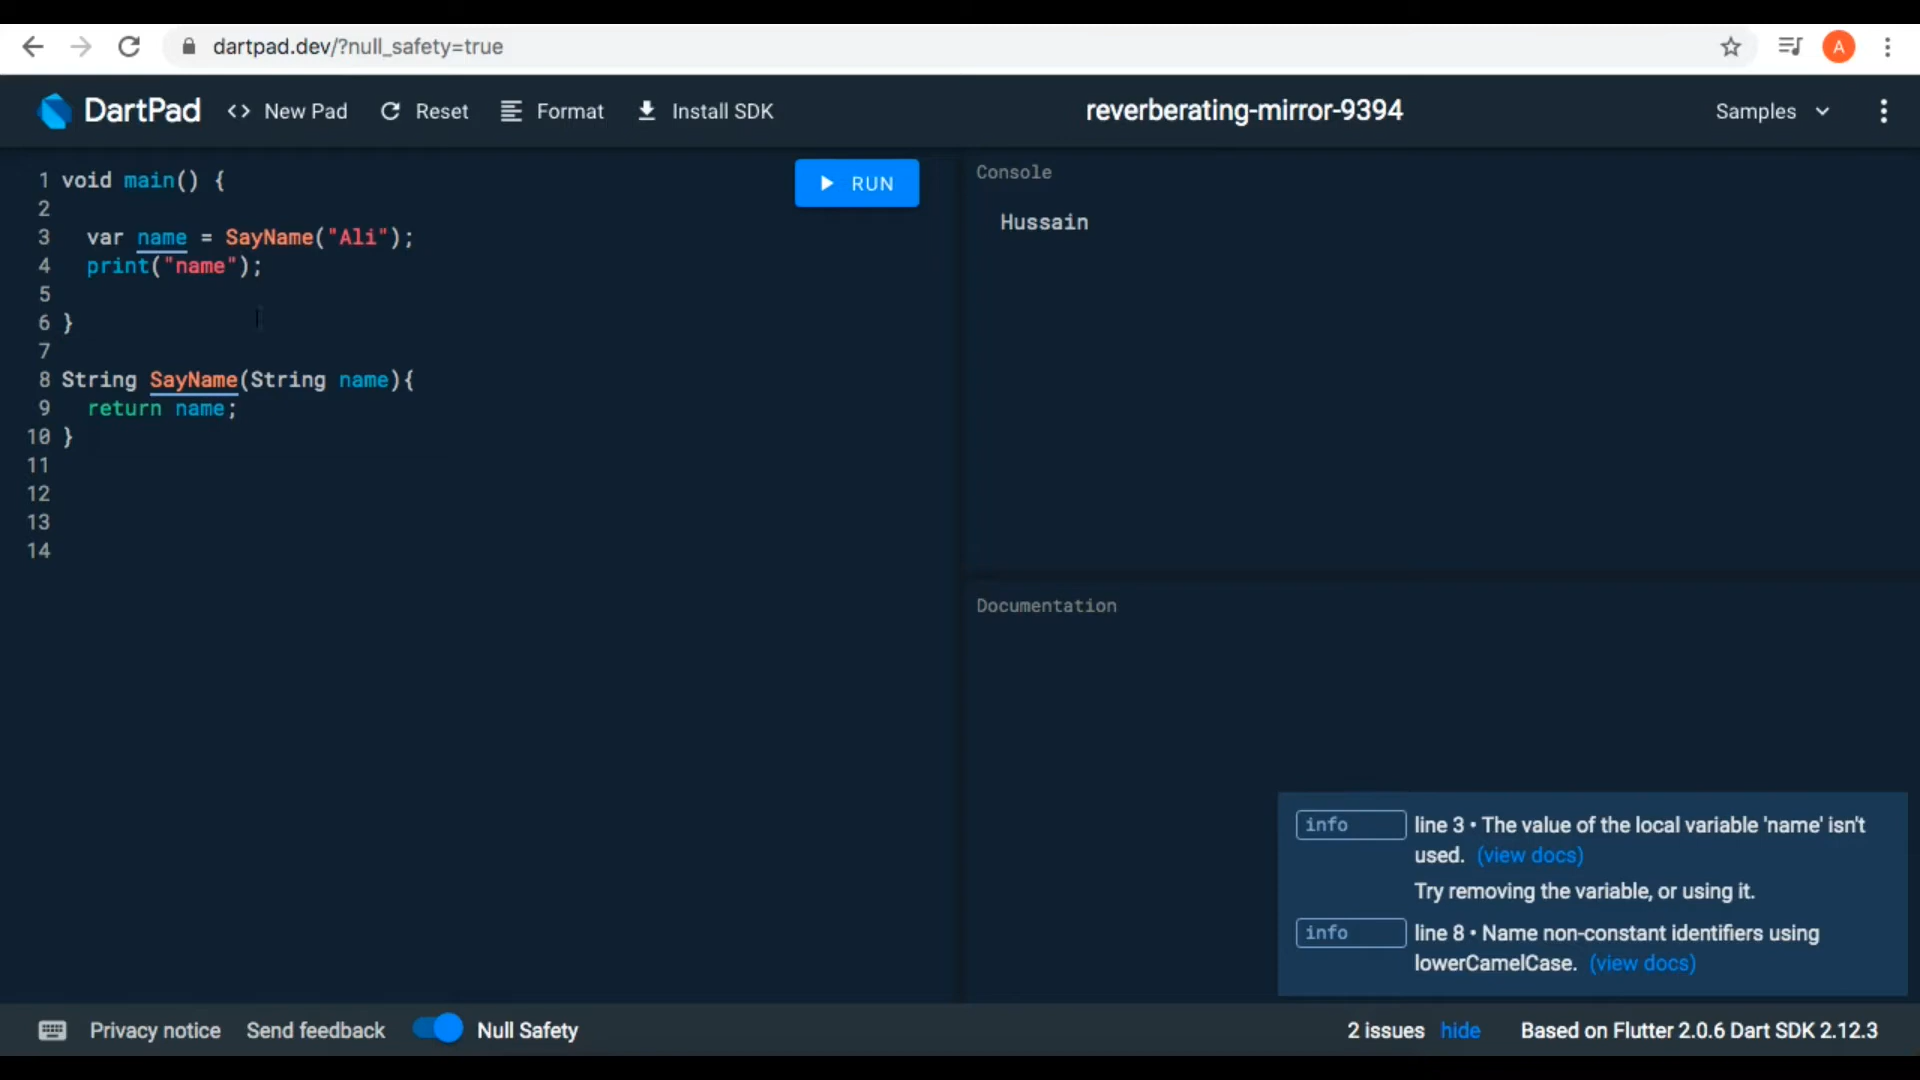 dartpad.dev/?null_safety=true
A
DartPad
<> New Pad
Reset
Format
Install SDK
reverberating-mirror-9394
Samples
1 void main() {
2
3   var name = SayName("Ali");
4   print("name");
5
6 }
7
8 String SayName(String name){
9   return name;
10 }
11
12
13
14
RUN
Console
Hussain
Documentation
info line 3 • The value of the local variable 'name' isn't
used. (view docs)
Try removing the variable, or using it.
info line 8 • Name non-constant identifiers using
lowerCamelCase. (view docs)
Privacy notice
Send feedback
Null Safety
2 issues hide
Based on Flutter 2.0.6 Dart SDK 2.12.3